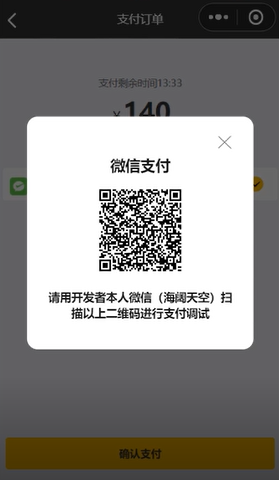 支付订单
支付剩余时间13:33
¥140
微信支付
请用开发者本人微信（海阔天空）扫
描以上二维码进行支付调试
确认支付